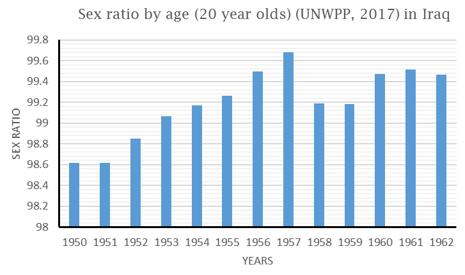 Sex ratio by age (20 year olds) (UNWPP, 2017) in Iraq
99.8
99.6
99.4
99.2
99
98.8
98.6
98.4
98.2
98
SEX RATIO
1950 1951 1952 1953 1954 1955 1956 1957 1958 1959 1960 1961 1962
YEARS